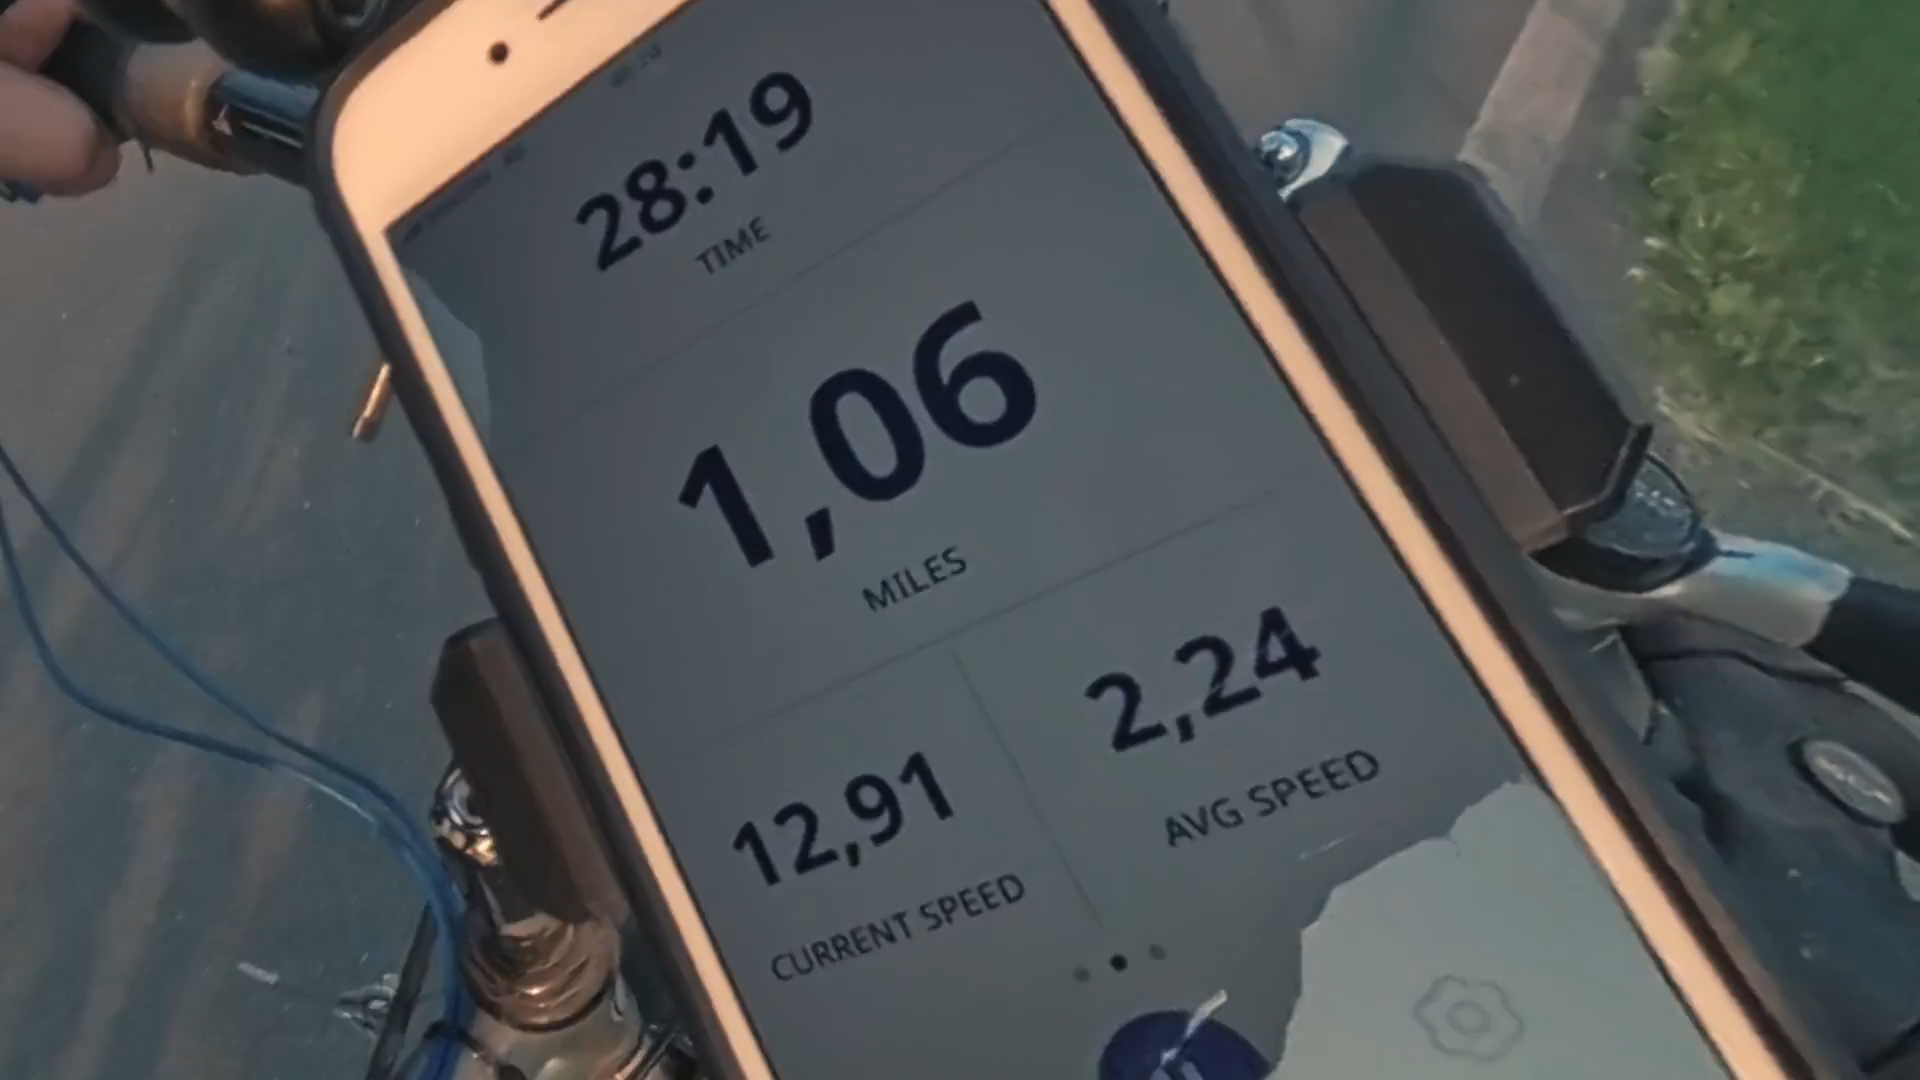 28:19
TIME
1,06
MILES
12,91
CURRENT SPEED
2,24
AVG SPEED